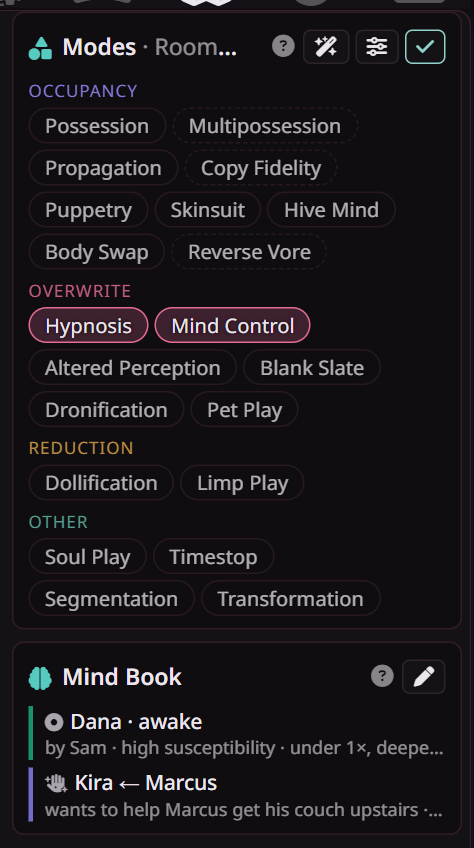 Modes · Room...
?
OCCUPANCY
Possession Multipossession
Propagation Copy Fidelity
Puppetry Skinsuit Hive Mind
Body Swap Reverse Vore
OVERWRITE
Hypnosis Mind Control
Altered Perception Blank Slate
Dronification Pet Play
REDUCTION
Dollification Limp Play
OTHER
Soul Play Timestop
Segmentation Transformation
Mind Book ?
Dana · awake
by Sam · high susceptibility · under 1×, deepe...
Kira ← Marcus
wants to help Marcus get his couch upstairs ·...